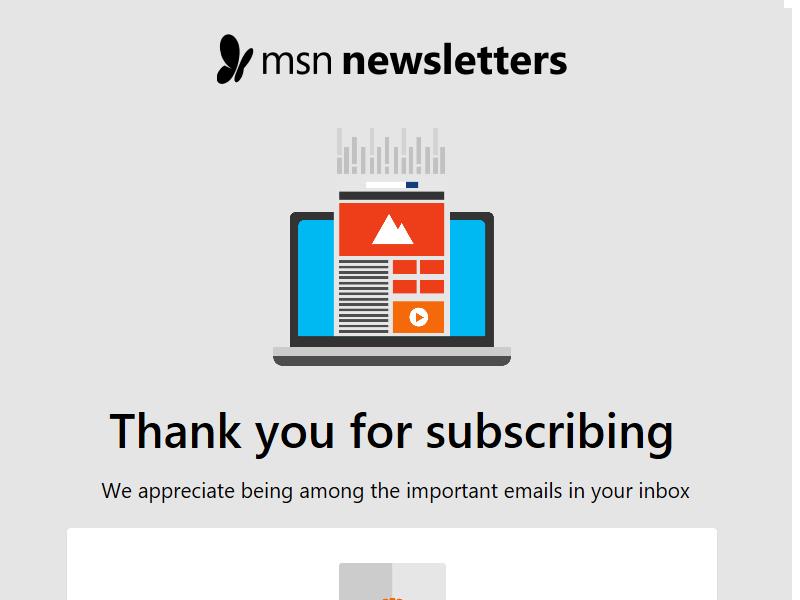 msn newsletters
Thank you for subscribing
We appreciate being among the important emails in your inbox